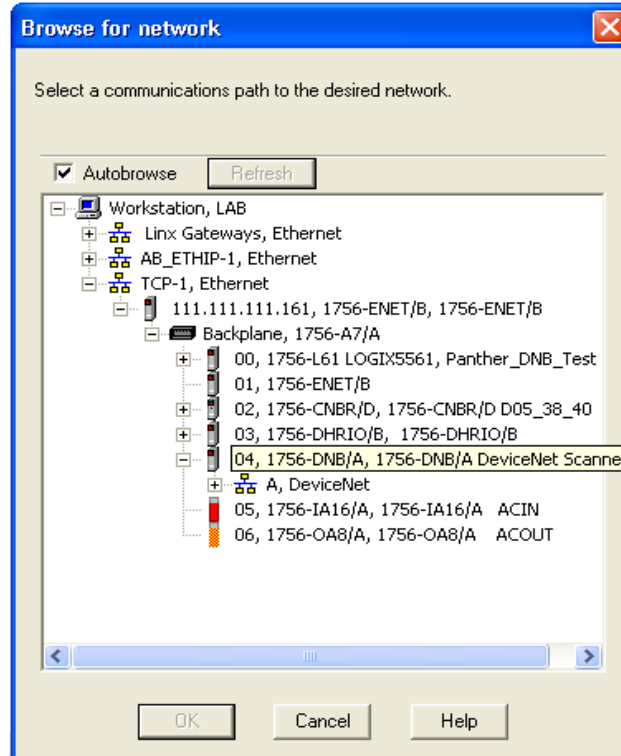 Browse for network
Select a communications path to the desired network.
Autobrowse Refresh
Workstation, LAB
Linx Gateways, Ethernet
AB_ETHIP-1, Ethernet
TCP-1, Ethernet
111.111.111.161, 1756-ENET/B, 1756-ENET/B
Backplane, 1756-A7/A
00, 1756-L61 LOGIX5561, Panther_DNB_Test
01, 1756-ENET/B
02, 1756-CNBR/D, 1756-CNBR/D D05_38_40
03, 1756-DHRIO/B, 1756-DHRIO/B
04, 1756-DNB/A, 1756-DNB/A DeviceNet Scanne
A, DeviceNet
05, 1756-IA16/A, 1756-IA16/A ACIN
06, 1756-OA8/A, 1756-OA8/A ACOUT
OK Cancel Help